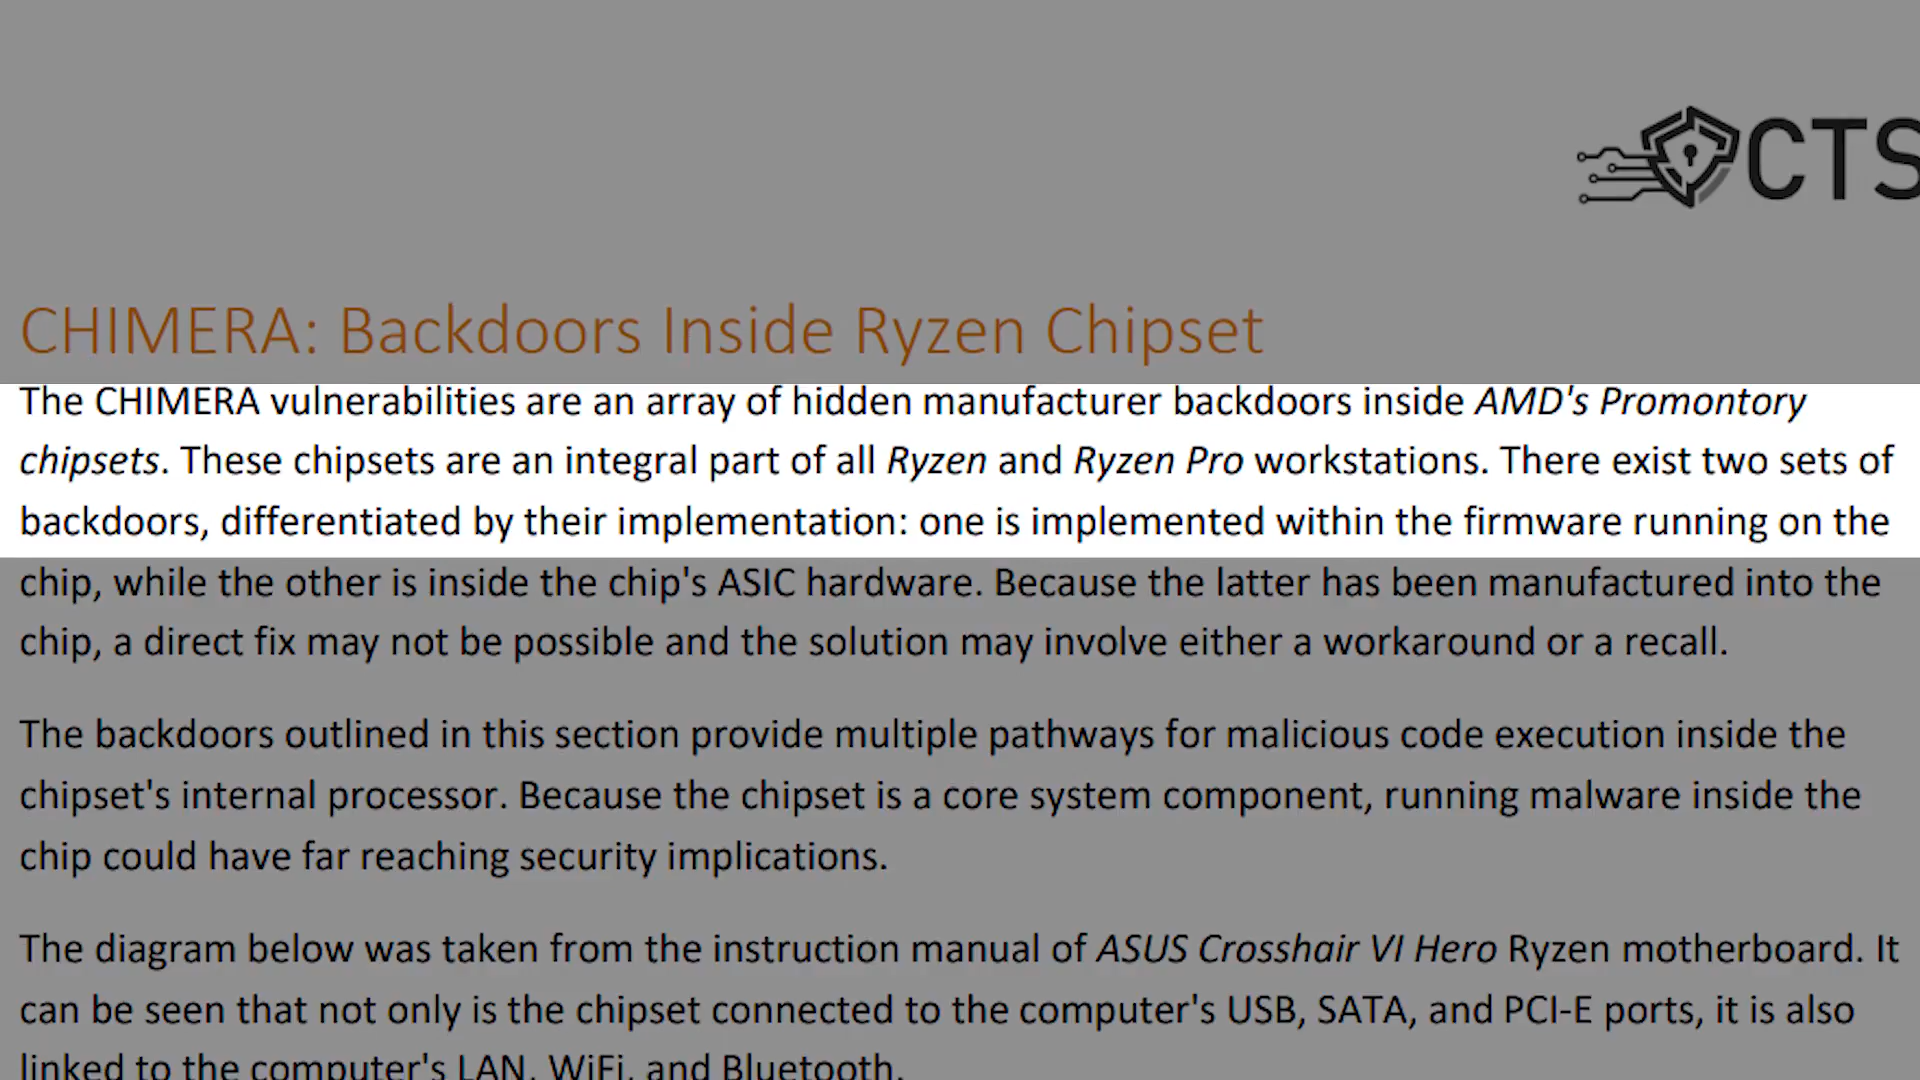 CTS
CHIMERA: Backdoors Inside Ryzen Chipset
The CHIMERA vulnerabilities are an array of hidden manufacturer backdoors inside AMD's Promontory
chipsets. These chipsets are an integral part of all Ryzen and Ryzen Pro workstations. There exist two sets of
backdoors, differentiated by their implementation: one is implemented within the firmware running on the
chip, while the other is inside the chip's ASIC hardware. Because the latter has been manufactured into the
chip, a direct fix may not be possible and the solution may involve either a workaround or a recall.
The backdoors outlined in this section provide multiple pathways for malicious code execution inside the
chipset's internal processor. Because the chipset is a core system component, running malware inside the
chip could have far reaching security implications.
The diagram below was taken from the instruction manual of ASUS Crosshair VI Hero Ryzen motherboard. It
can be seen that not only is the chipset connected to the computer's USB, SATA, and PCI-E ports, it is also
linked to the computer's LAN, WiFi, and Bluetooth.